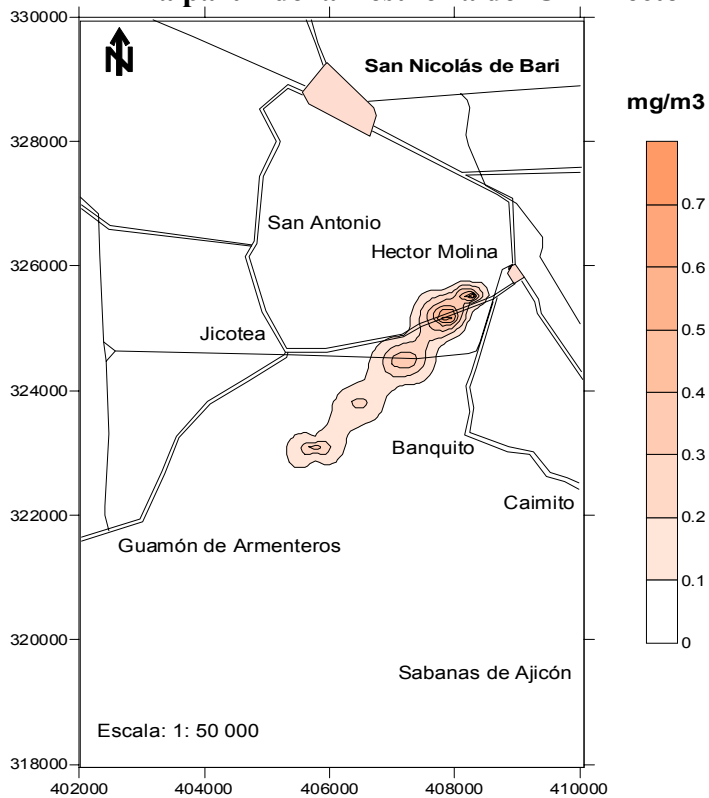 330000
San Nicolás de Bari
mg/m3
328000
0.7
San Antonio
Hector Molina
326000
0.6
0.5
Jicotea
0.4
324000
0.3
Banquito
Caimito
0.2
322000
Guamón de Armenteros
0.1
0
320000
Sabanas de Ajicón
Escala: 1: 50 000
318000
402000 404000 406000 408000 410000